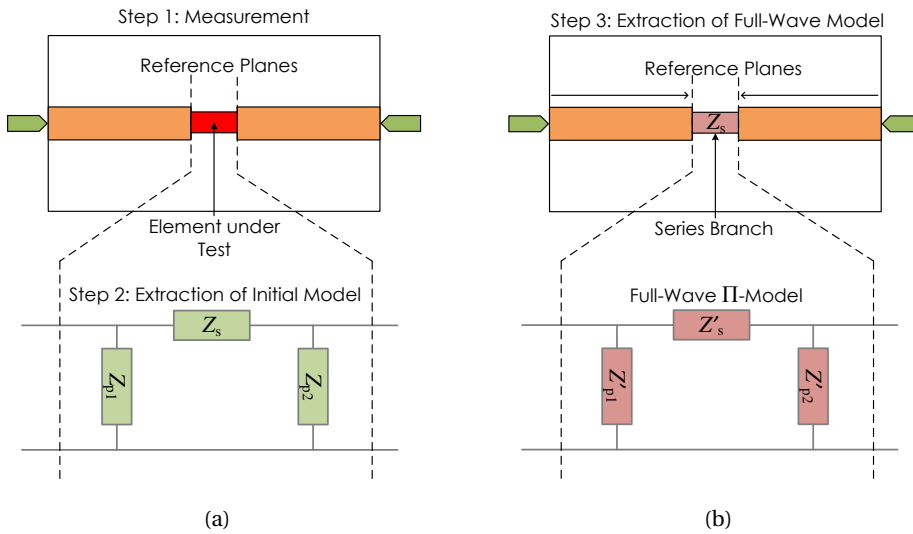 Step 1: Measurement
Reference Planes
Element under
Test
Step 2: Extraction of Initial Model
Zs
Zp1
Zp2
(a)
Step 3: Extraction of Full-Wave Model
Reference Planes
Zs
Series Branch
Full-Wave Π-Model
Z's
Z'p1
Z'p2
(b)